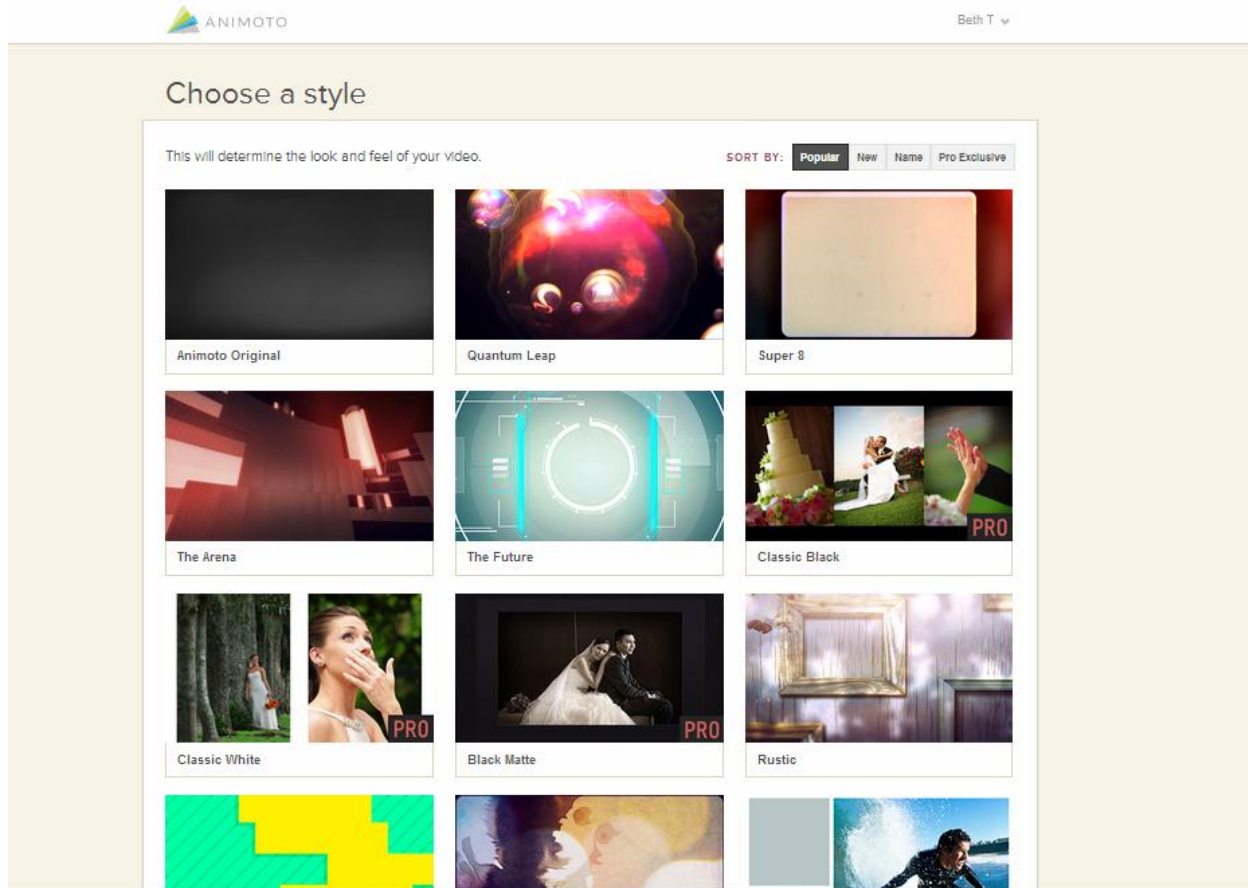 ANIMOTO
Beth T
Choose a style
This will determine the look and feel of your video.
SORT BY: Popular New Name Pro Exclusive
Animoto Original
Quantum Leap
Super 8
The Arena
The Future
PRO
Classic Black
PRO
PRO
Classic White
Black Matte
Rustic